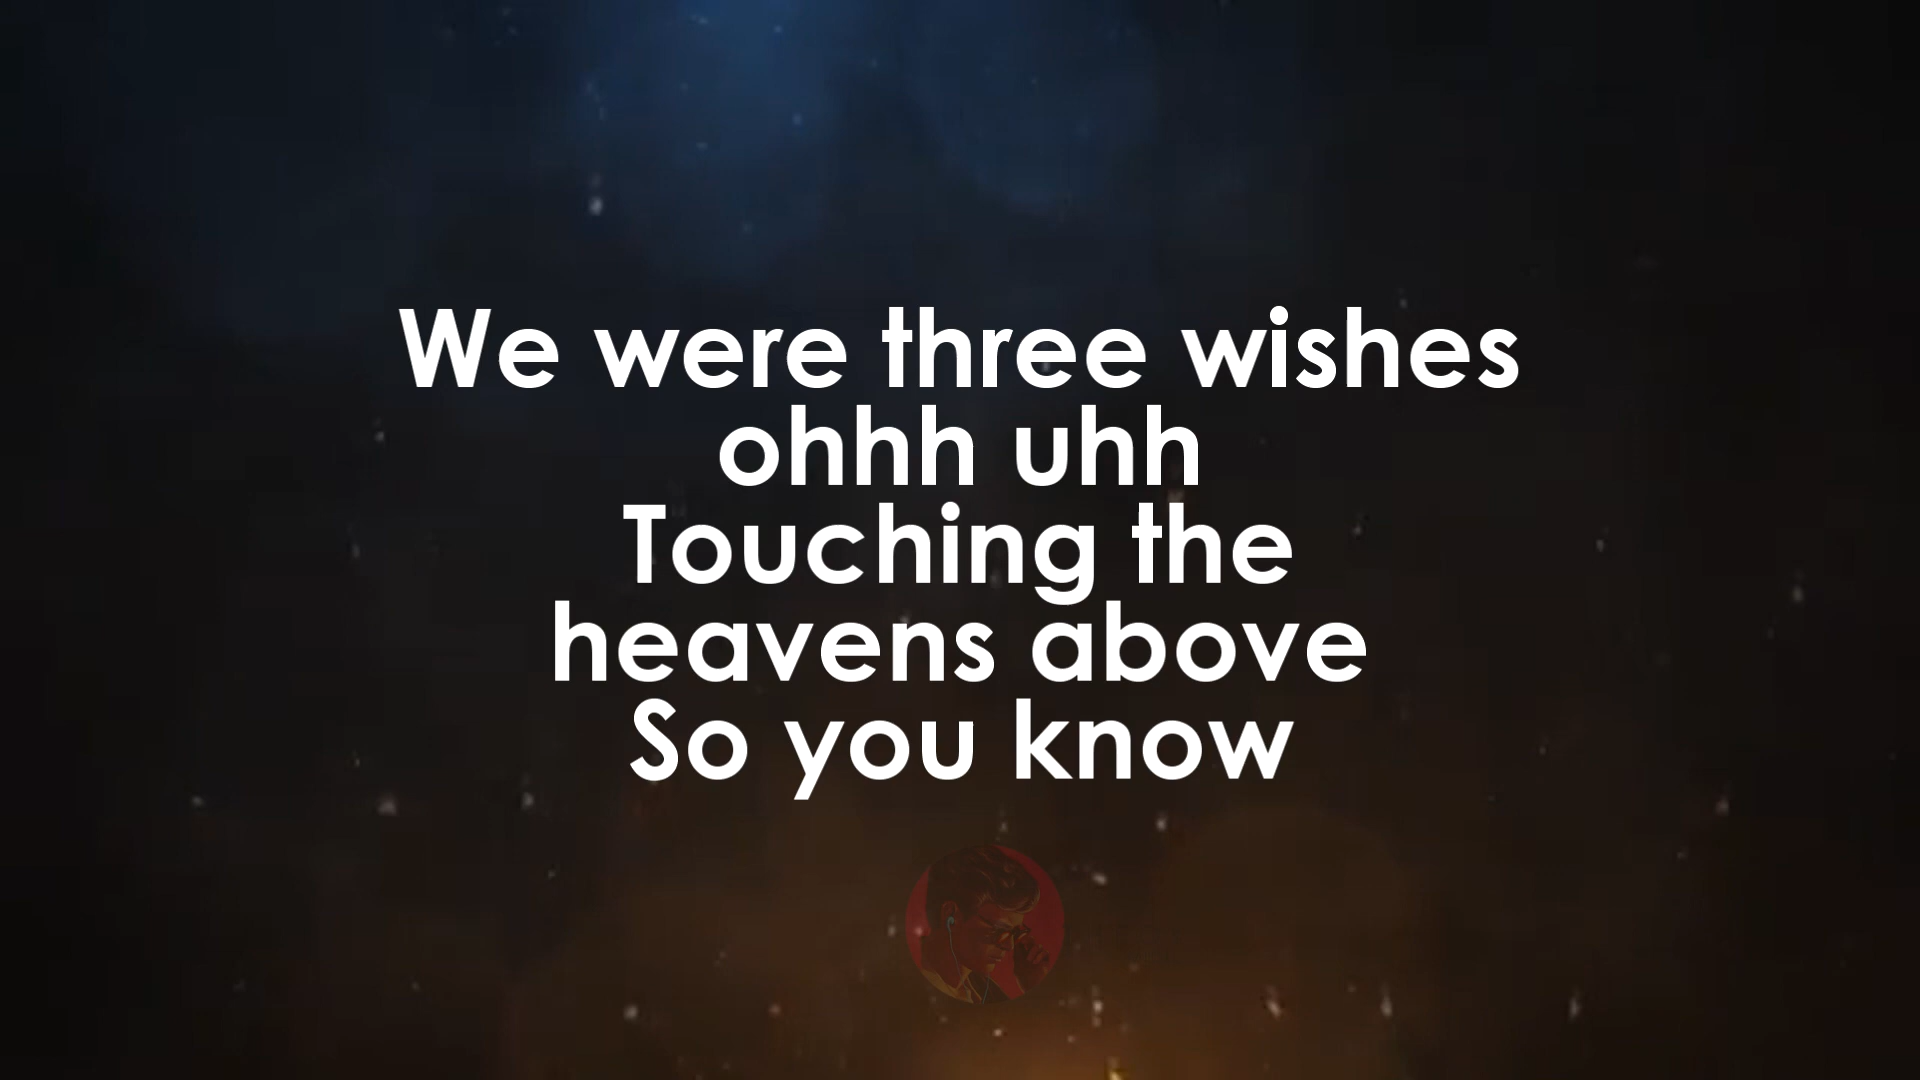 We were three wishes
ohhh uhh
Touching the
heavens above
So you know